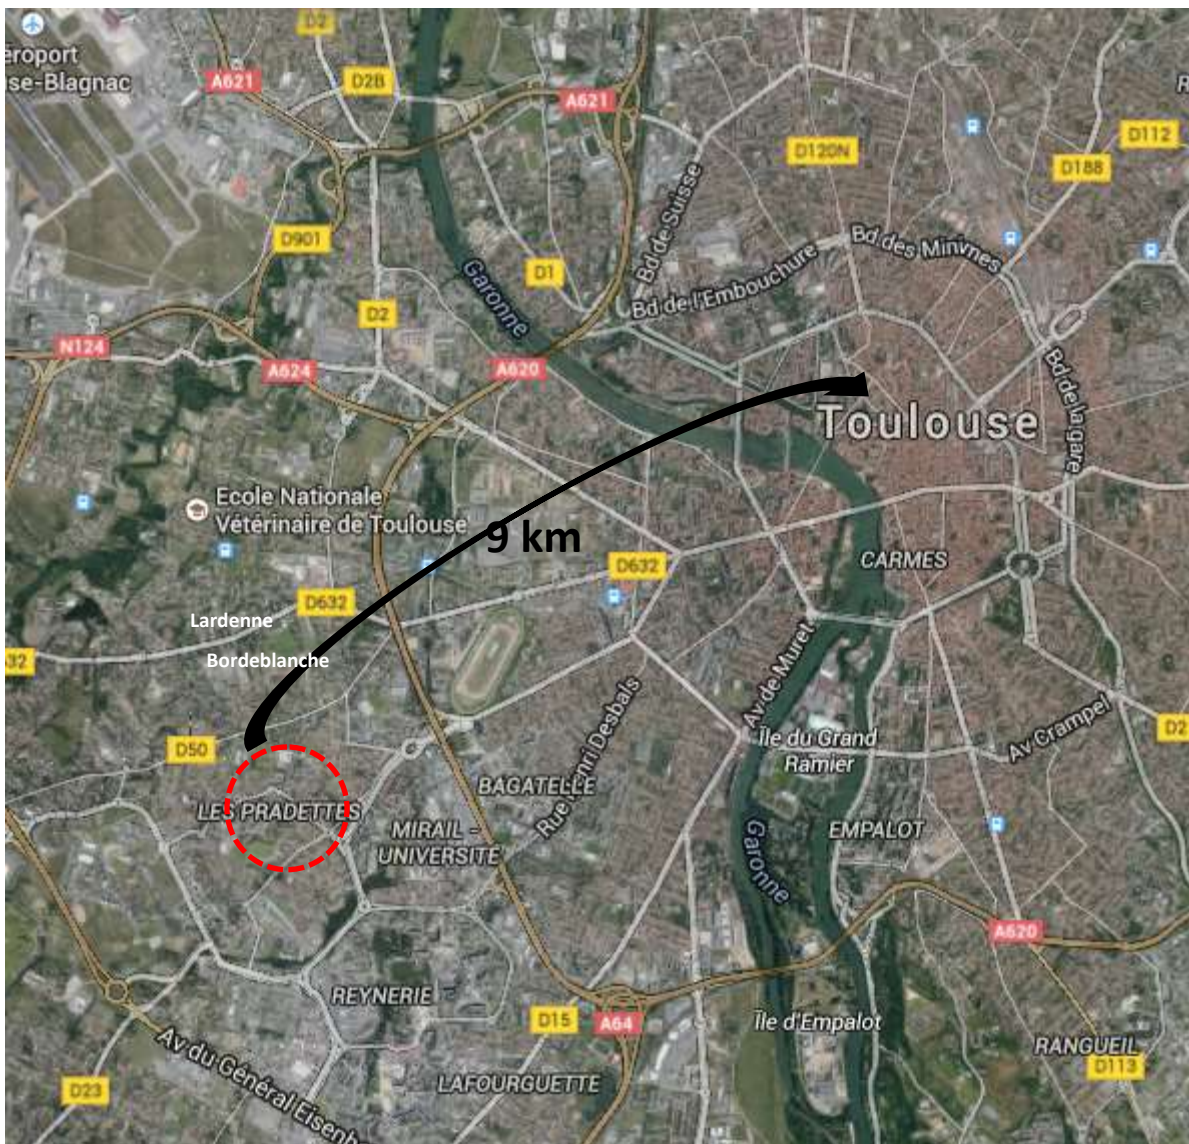 D2
éroport
se-Blagnac
A621
D2B
A621
R
D112
D120N
D188
Bd de Suisse
D901
Bd des Minimes
Garonne
D1
Bd de l'Embouchure
D2
N124
A624
A620
Bd de la gare
Toulouse
Ecole Nationale
Vétérinaire de Toulouse
9 km
CARMES
D632
D632
Lardenne
Bordeblanche
32
Av de Muret
Rue Henri Desbals
Av Crampel
D2
D50
Île du Grand
Ramier
BAGATELLE
LES PRADETTES
MIRAIL -
UNIVERSITÉ
EMPALOT
Garonne
A620
REYNERIE
D15
A64
Île d'Empalot
RANGUEIL
D113
LAFOURGUETTE
D23
Av du Général Eisenh